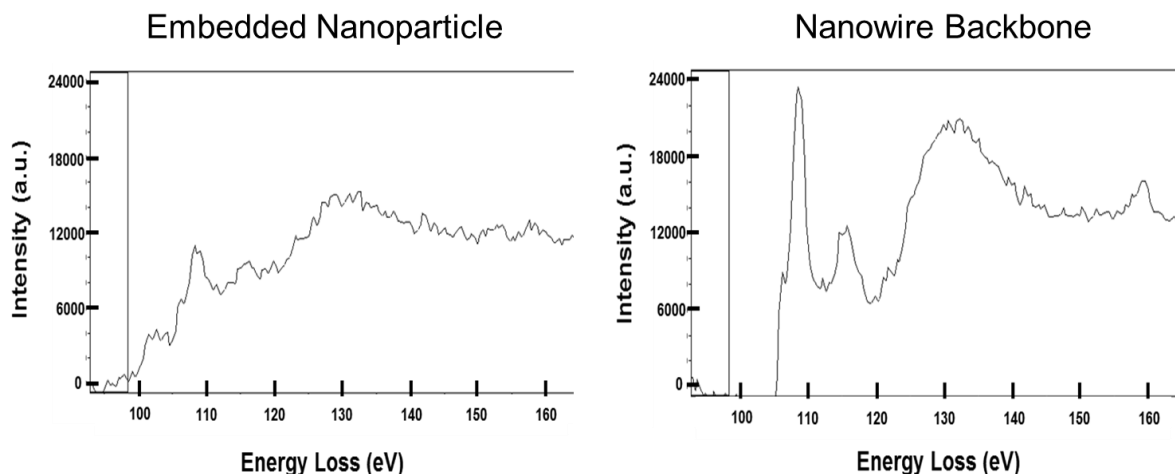 Embedded Nanoparticle
Nanowire Backbone
Intensity (a.u.)
24000
18000
12000
6000
0
100 110 120 130 140 150 160
Energy Loss (eV)
Intensity (a.u.)
24000
18000
12000
6000
0
100 110 120 130 140 150 160
Energy Loss (eV)